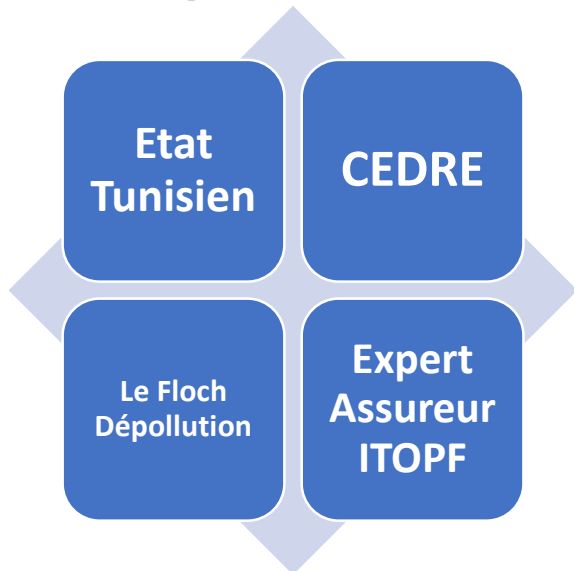 Etat
Tunisien
CEDRE
Le Floch
Dépollution
Expert
Assureur
ITOPF